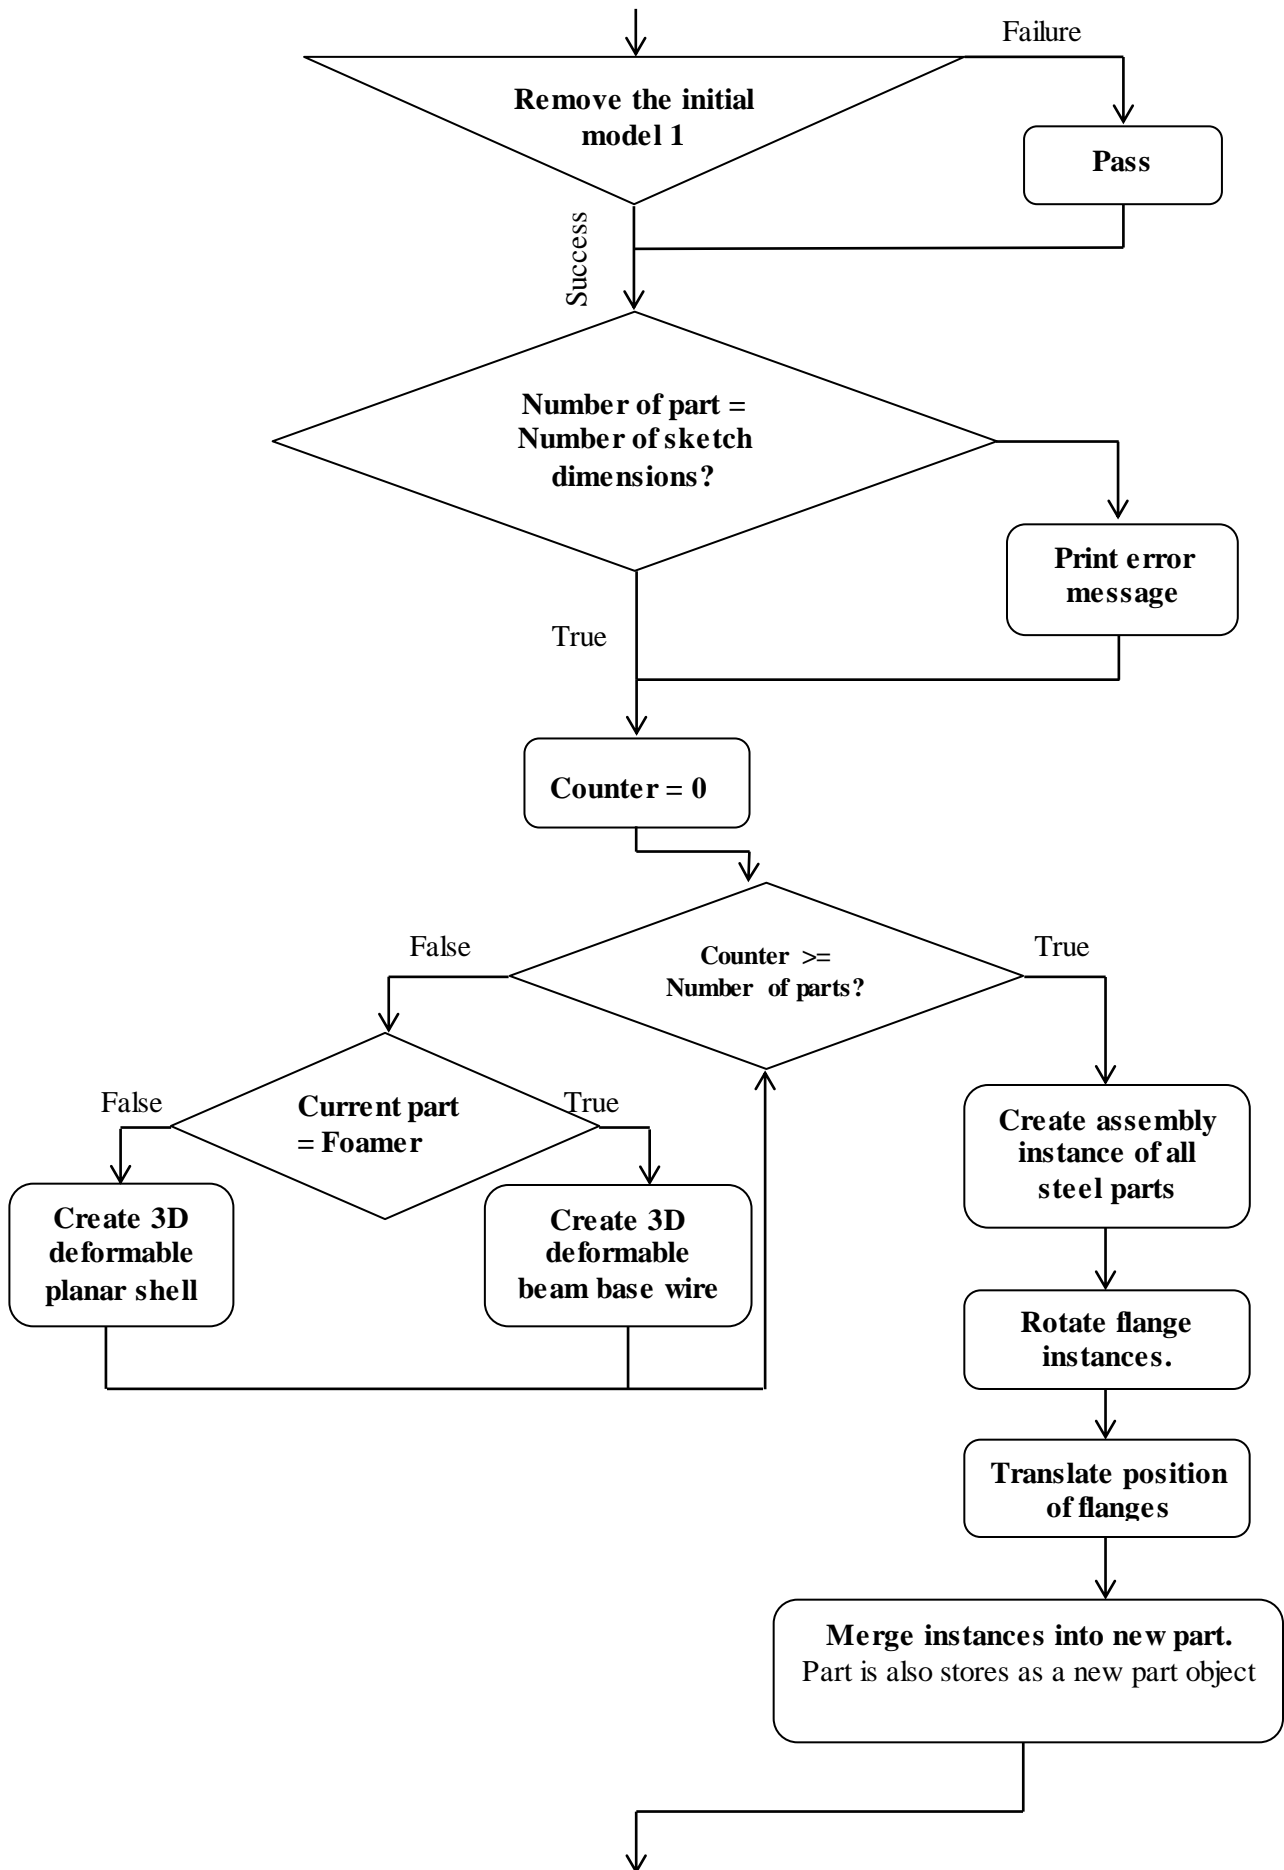 Failure
Remove the initial
model 1
Pass
Success
Number of part =
Number of sketch
dimensions?
Print error
message
True
Counter = 0
False
Counter >=
Number of parts?
True
False
Current part
= Foamer
True
Create 3D
deformable
planar shell
Create 3D
deformable
beam base wire
Create assembly
instance of all
steel parts
Rotate flange
instances.
Translate position
of flanges
Merge instances into new part.
Part is also stores as a new part object